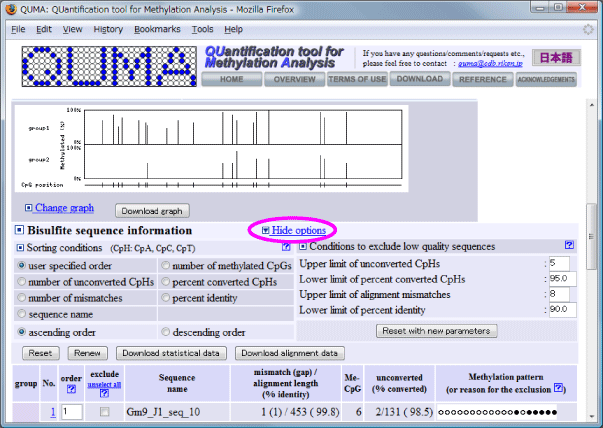 QUMA: QUantification tool for Methylation Analysis - Mozilla Firefox
File Edit View History Bookmarks Tools Help
QUMA
QUantification tool for
Methylation Analysis
If you have any questions/comments/requests etc.,
please feel free to contact : quma@cdb.riken.jp
日本語
HOME OVERVIEW TERMS OF USE DOWNLOAD REFERENCE ACKNOWLEDGEMENTS
100%
group1
Methylated (%)
0%
100%
group2
0%
CpG position
Change graph Download graph
Bisulfite sequence information Hide options
Sorting conditions (CpH: CpA, CpC, CpT) ?
Conditions to exclude low quality sequences ?
user specified order number of methylated CpGs
number of unconverted CpHs percent converted CpHs
number of mismatches percent identity
sequence name
ascending order descending order
Upper limit of unconverted CpHs : 5
Lower limit of percent converted CpHs : 95.0
Upper limit of alignment mismatches : 8
Lower limit of percent identity : 90.0
Reset with new parameters
Reset Renew Download statistical data Download alignment data
group No. order ? exclude unselect all ? Sequence name mismatch (gap) / alignment length (% identity) Me-CpG unconverted (% converted) Methylation pattern (or reason for the exclusion ?)
1 1 Gm9_J1_seq_10 1 (1) / 453 ( 99.8) 6 2/131 ( 98.5)